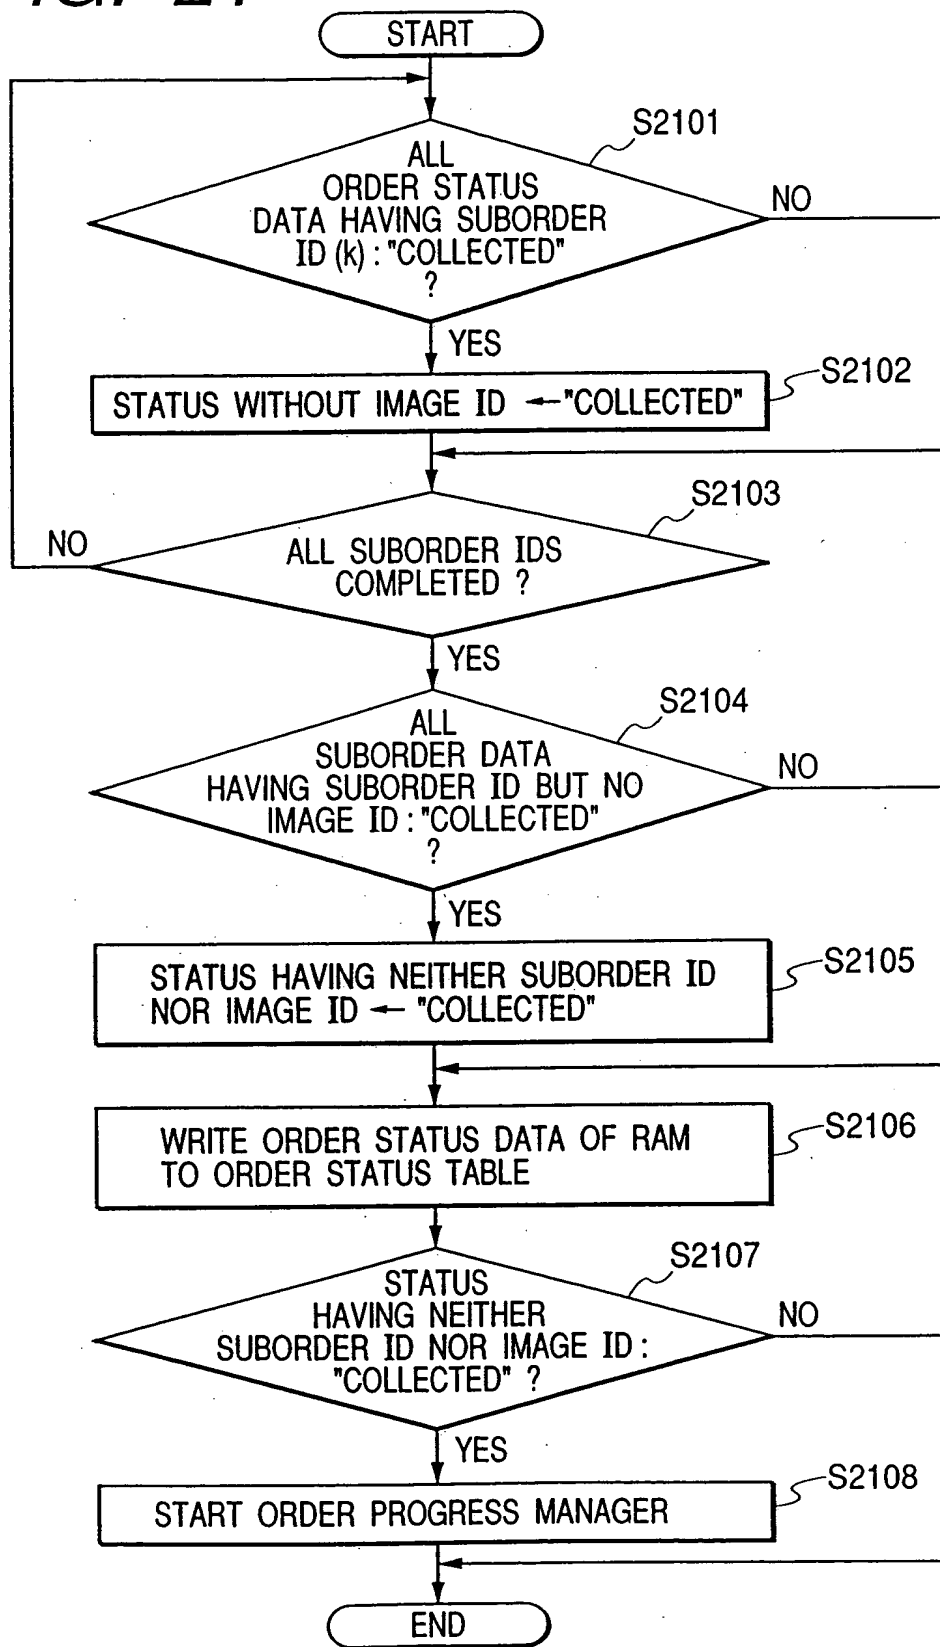 START
S2101
ALL
ORDER STATUS
DATA HAVING SUBORDER
ID (k) : "COLLECTED"
?
NO
YES
S2102
STATUS WITHOUT IMAGE ID ← "COLLECTED"
S2103
NO
ALL SUBORDER IDS
COMPLETED ?
YES
S2104
ALL
SUBORDER DATA
HAVING SUBORDER ID BUT NO
IMAGE ID : "COLLECTED"
?
NO
YES
S2105
STATUS HAVING NEITHER SUBORDER ID
NOR IMAGE ID ← "COLLECTED"
S2106
WRITE ORDER STATUS DATA OF RAM
TO ORDER STATUS TABLE
S2107
STATUS
HAVING NEITHER
SUBORDER ID NOR IMAGE ID :
"COLLECTED" ?
NO
YES
S2108
START ORDER PROGRESS MANAGER
END